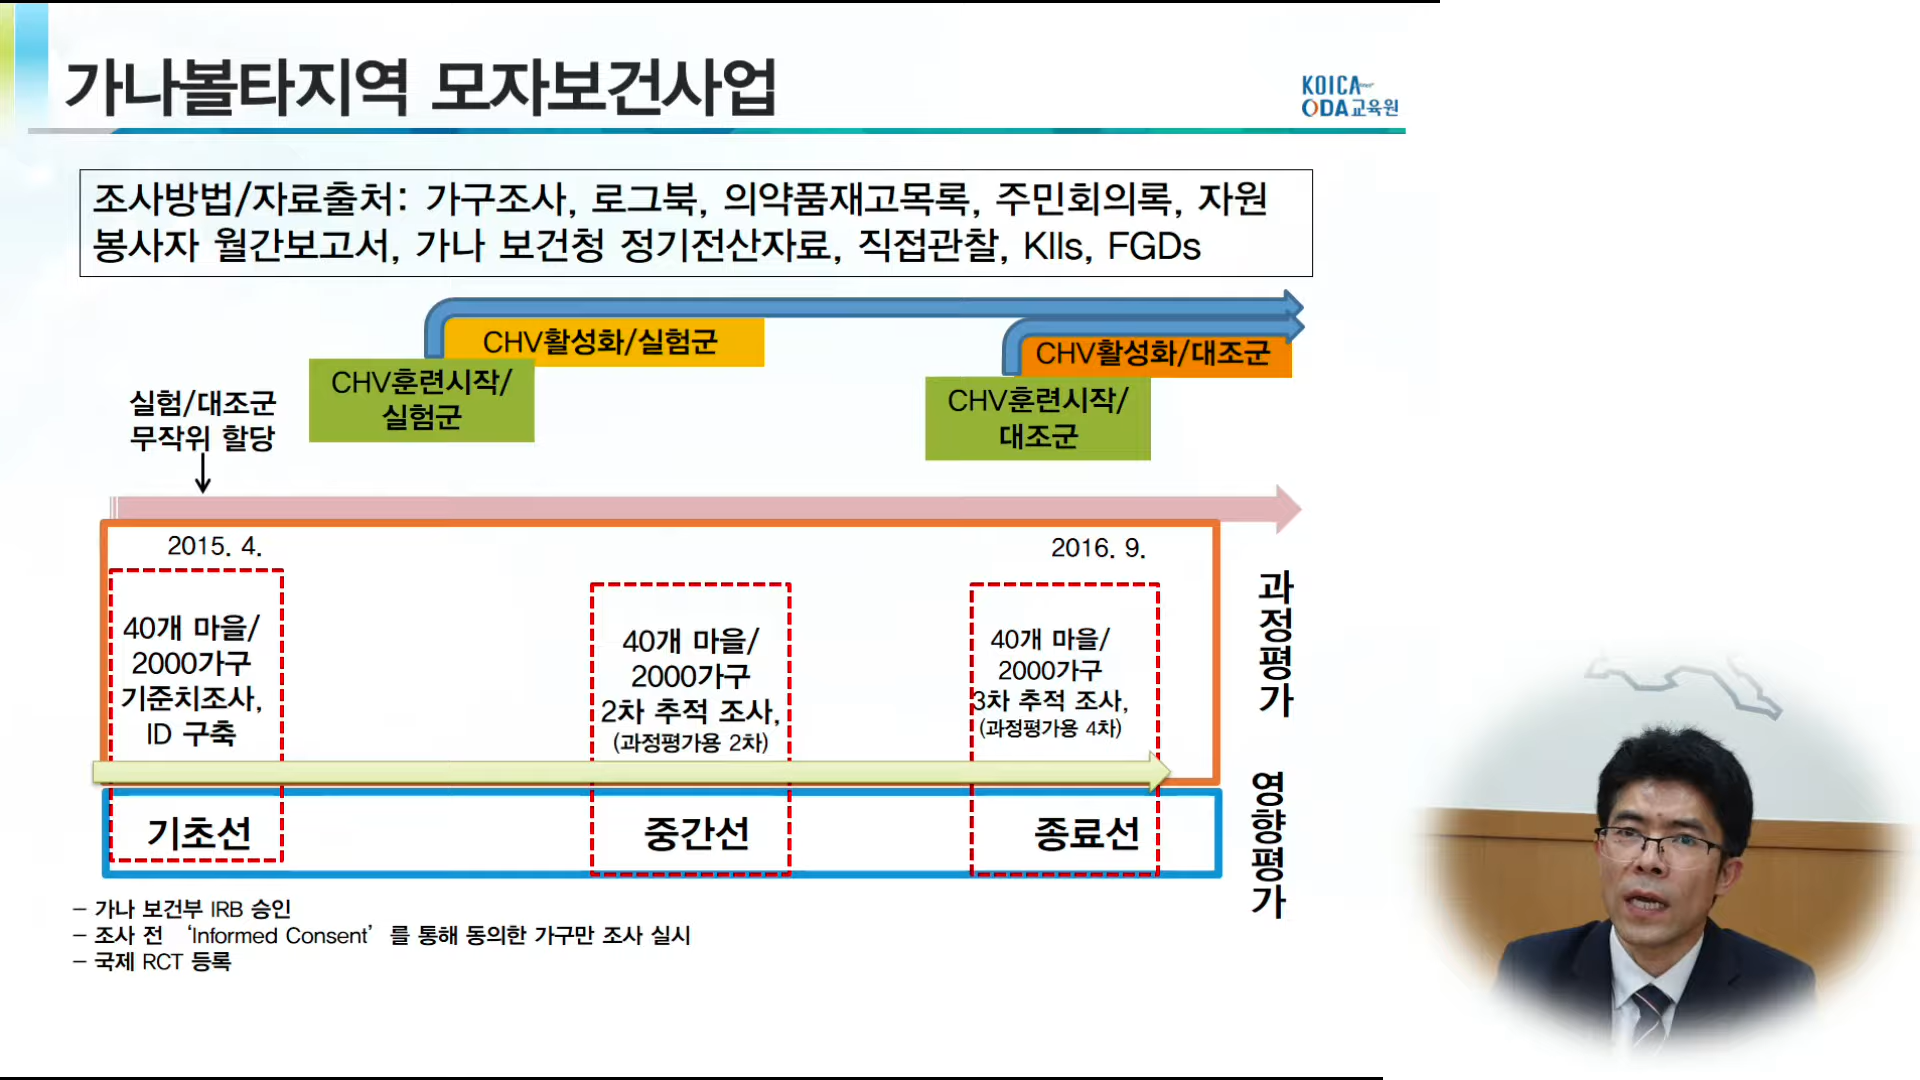 가나볼타지역 모자보건사업
KOICA
ODA교육원
조사방법/자료출처: 가구조사, 로그북, 의약품재고목록, 주민회의록, 자원
봉사자 월간보고서, 가나 보건청 정기전산자료, 직접관찰, KIIs, FGDs
CHV활성화/실험군
CHV훈련시작/
실험군
CHV활성화/대조군
CHV훈련시작/
대조군
실험/대조군
무작위 할당
2015. 4.
2016. 9.
40개 마을/
2000가구
기준치조사,
ID 구축
40개 마을/
2000가구
2차 추적 조사,
(과정평가용 2차)
40개 마을/
2000가구
3차 추적 조사,
(과정평가용 4차)
과정평가
기초선
중간선
종료선
영향평가
– 가나 보건부 IRB 승인
– 조사 전 ‘Informed Consent’ 를 통해 동의한 가구만 조사 실시
– 국제 RCT 등록